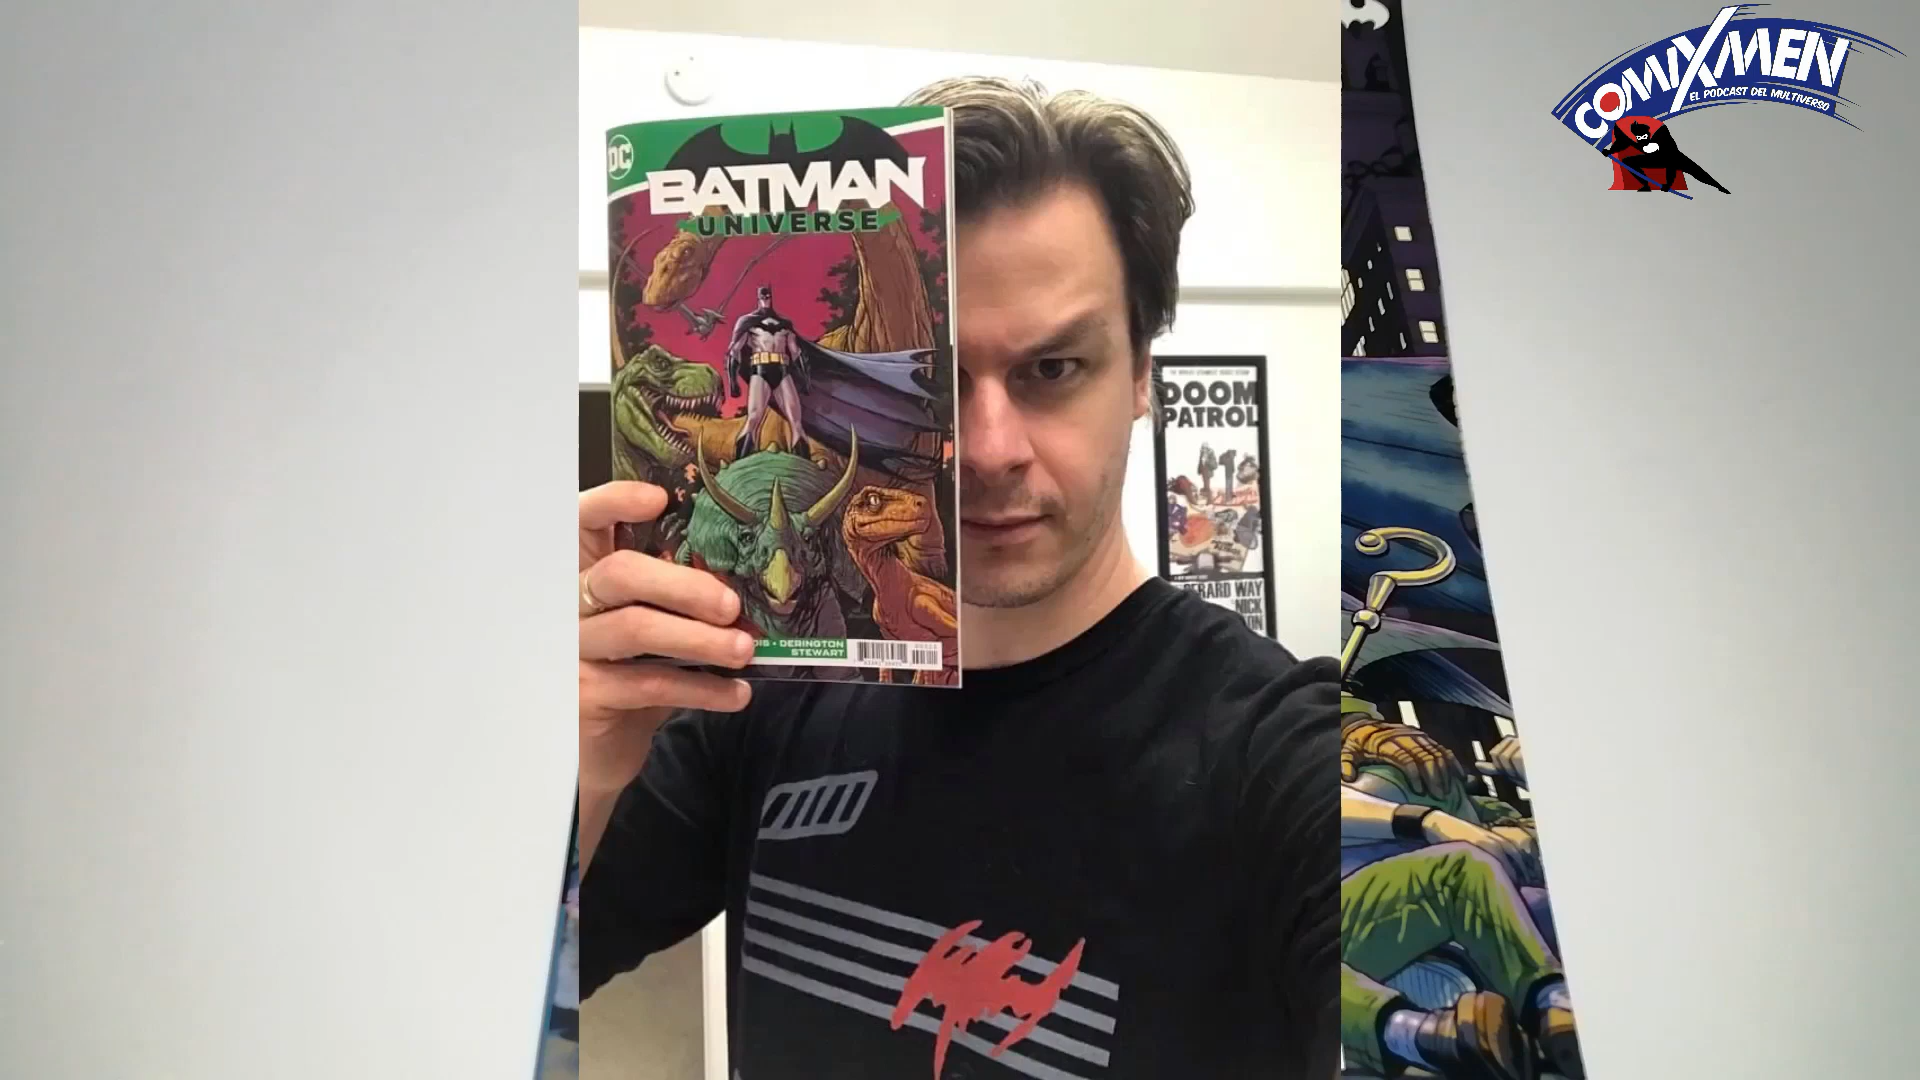 COMIXMEN
EL PODCAST DEL MULTIVERSO
DC
BATMAN
UNIVERSE
DERINGTON
STEWART
DOOM
PATROL
GERARD WAY
NICK